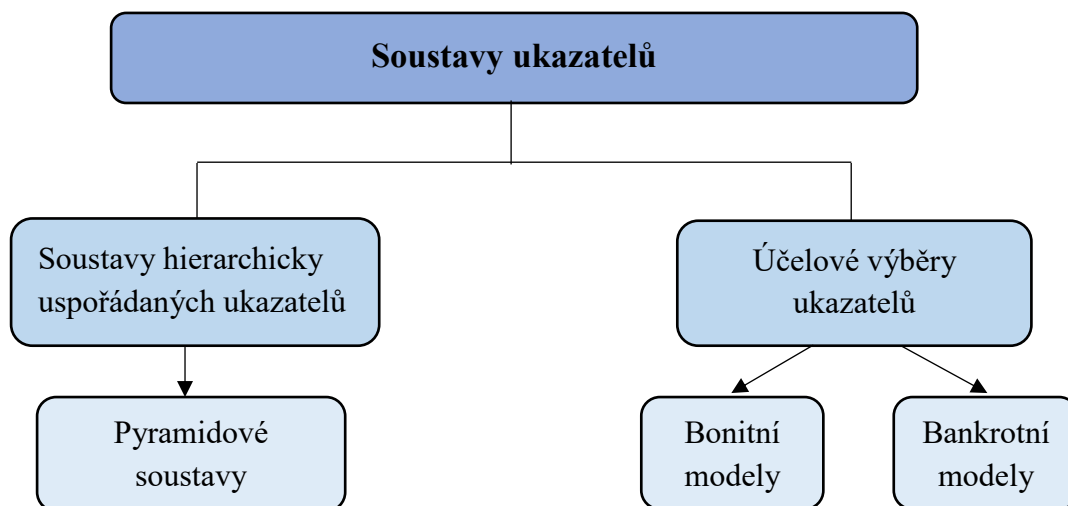 Soustavy ukazatelů
Soustavy hierarchicky
uspořádaných ukazatelů
Účelové výběry
ukazatelů
Pyramidové
soustavy
Bonitní
modely
Bankrotní
modely